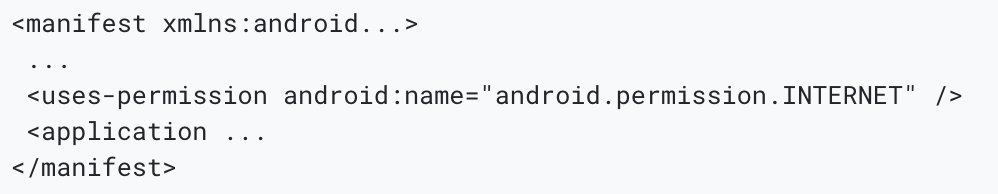 <manifest xmlns:android...>
 ...
 <uses-permission android:name="android.permission.INTERNET" />
 <application ...
</manifest>